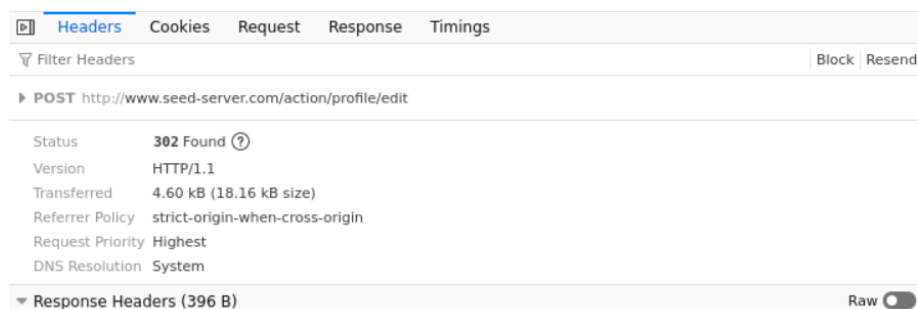 Headers Cookies Request Response Timings
Filter Headers Block Resend
POST http://www.seed-server.com/action/profile/edit
Status 302 Found ?
Version HTTP/1.1
Transferred 4.60 kB (18.16 kB size)
Referrer Policy strict-origin-when-cross-origin
Request Priority Highest
DNS Resolution System
Response Headers (396 B) Raw